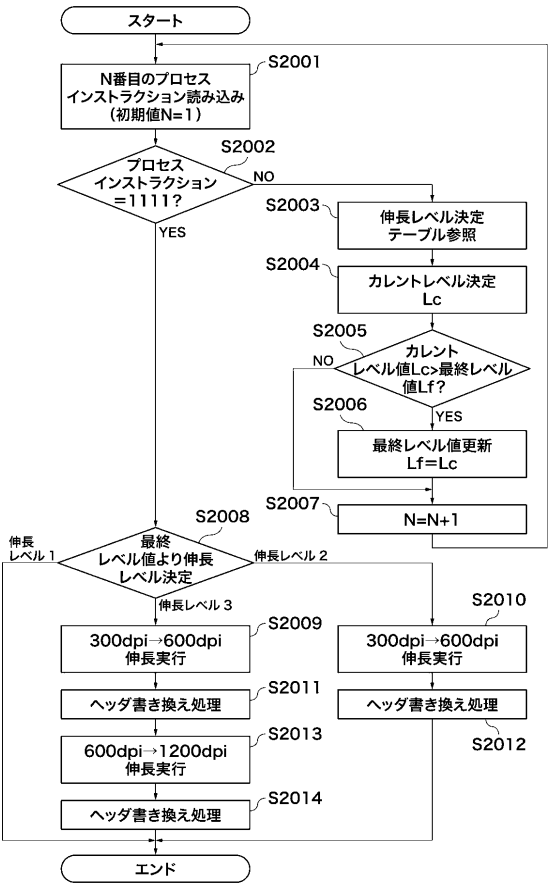 スタート
S2001
N番目のプロセス
インストラクション読み込み
(初期値N=1)
S2002
プロセス
インストラクション
=1111?
NO
YES
S2003
伸長レベル決定
テーブル参照
S2004
カレントレベル決定
Lc
S2005
カレント
レベル値Lc>最終レベル
値Lf?
NO
YES
S2006
最終レベル値更新
Lf=Lc
S2007
N=N+1
S2008
最終
レベル値より伸長
レベル決定
伸長
レベル1
伸長レベル2
伸長レベル3
S2009
300dpi→600dpi
伸長実行
S2010
300dpi→600dpi
伸長実行
S2011
ヘッダ書き換え処理
ヘッダ書き換え処理
S2012
S2013
600dpi→1200dpi
伸長実行
S2014
ヘッダ書き換え処理
エンド